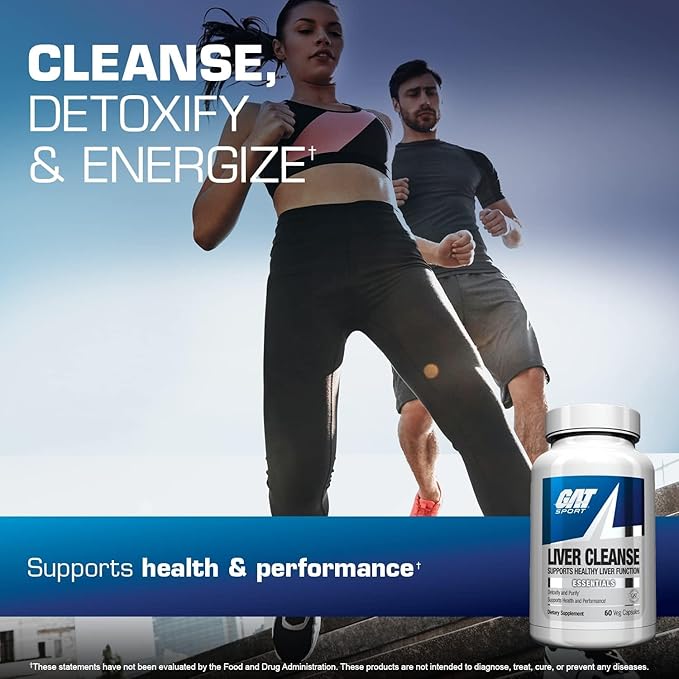 CLEANSE,
DETOXIFY
& ENERGIZE†
GAT
SPORT
LIVER CLEANSE
SUPPORTS HEALTHY LIVER FUNCTION
ESSENTIALS
Detoxify and Purify†
Supports Health and Performance†
Dietary Supplement
60 Veg Capsules
Supports health & performance†
†These statements have not been evaluated by the Food and Drug Administration. These products are not intended to diagnose, treat, cure, or prevent any diseases.